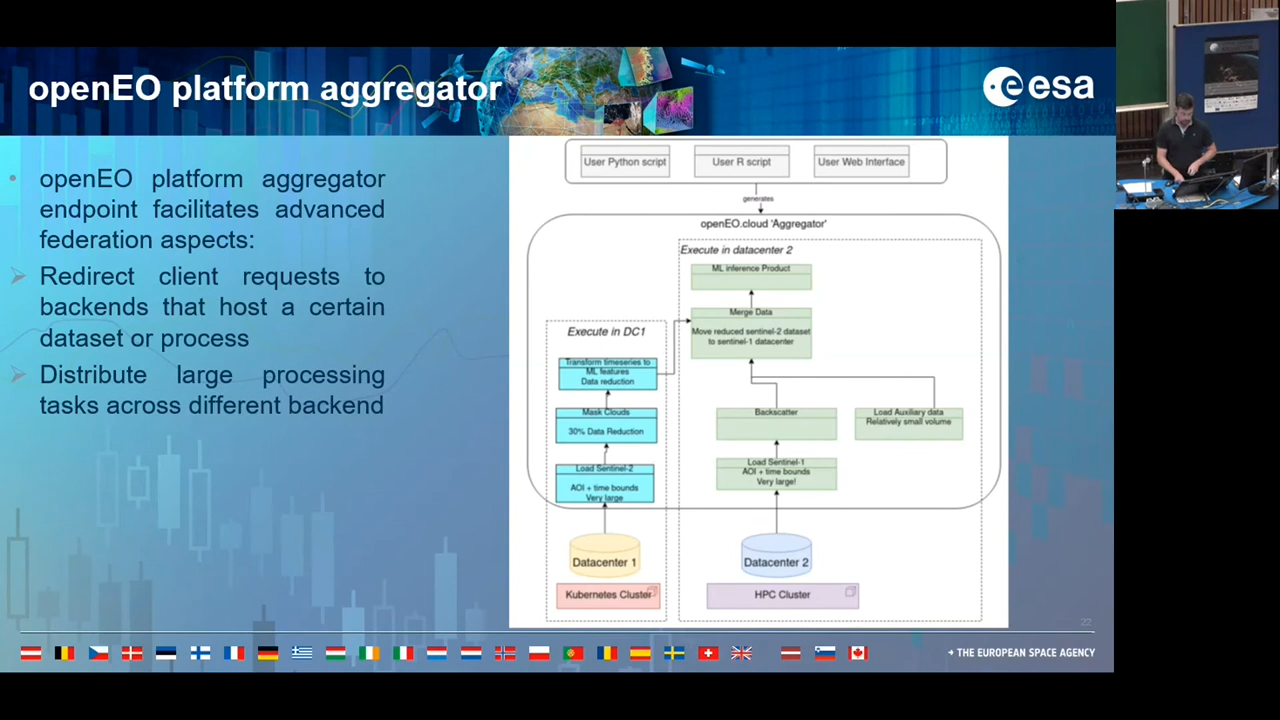 openEO platform aggregator
esa
• openEO platform aggregator
endpoint facilitates advanced
federation aspects:
➢ Redirect client requests to
backends that host a certain
dataset or process
➢ Distribute large processing
tasks across different backend
User Python script
User R script
User Web Interface
generates
openEO.cloud 'Aggregator'
Execute in datacenter 2
ML inference Product
Merge Data
Move reduced sentinel-2 dataset
to sentinel-1 datacenter
Execute in DC1
Transform timeseries to
ML features
Data reduction
Mask Clouds
30% Data Reduction
Load Sentinel-2
AOI + time bounds
Very large
Backscatter
Load Auxiliary data
Relatively small volume
Load Sentinel-1
AOI + time bounds
Very large!
Datacenter 1
Datacenter 2
Kubernetes Cluster
HPC Cluster
22
→ THE EUROPEAN SPACE AGENCY